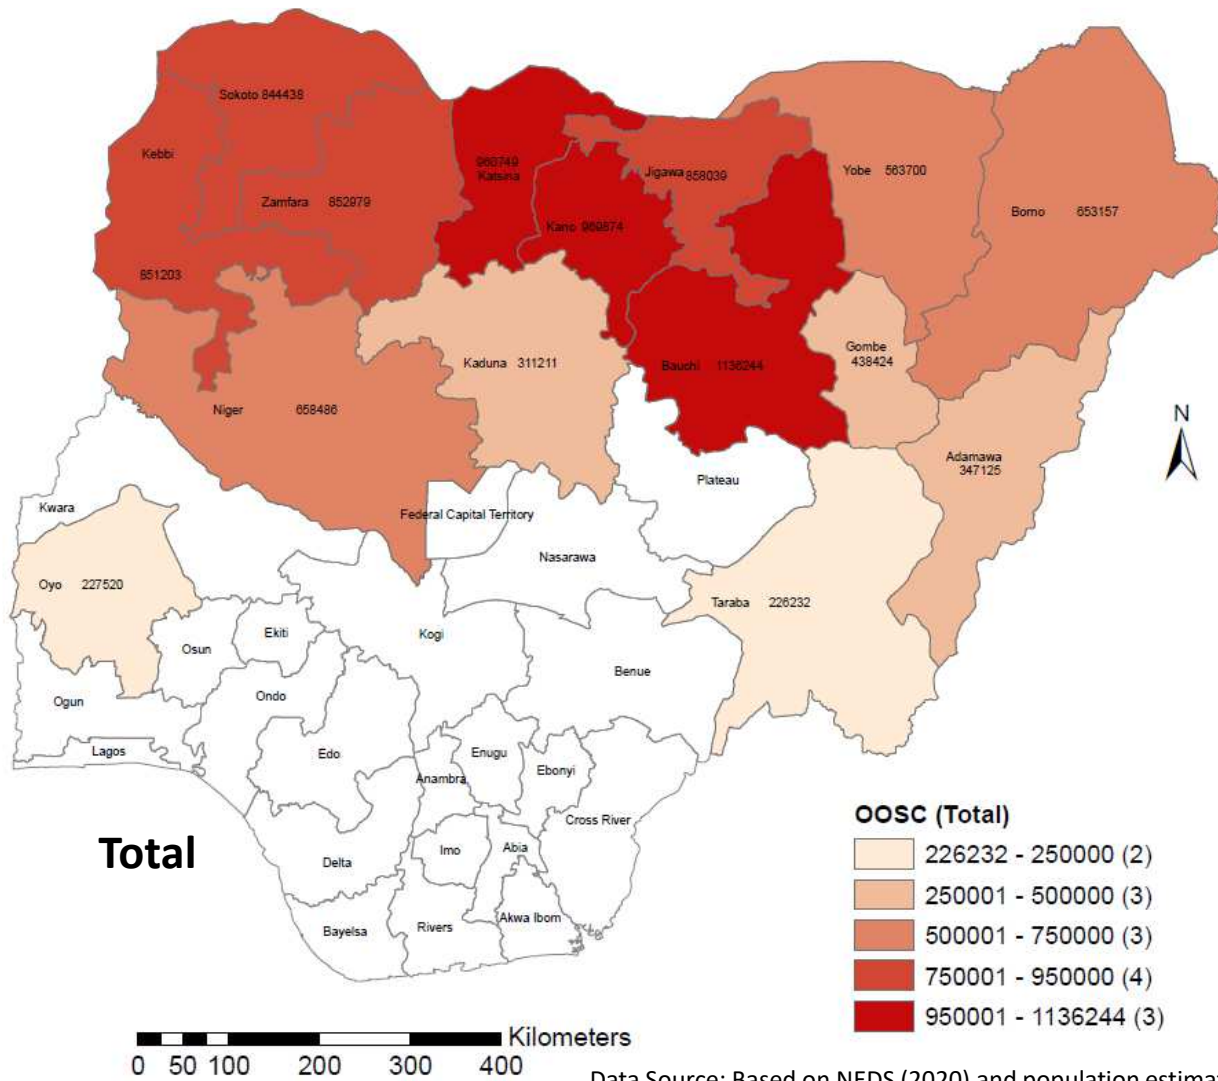 Sokoto 844438
Kebbi
960749
Katsina
Jigawa 858039
Yobe 563700
Zamfara 852979
Borno 653157
Kano 969874
851203
Gombe
438424
Kaduna 311211
Bauchi 1136244
Niger 658486
N
Adamawa
347125
Plateau
Kwara
Federal Capital Territory
Nasarawa
Oyo 227520
Taraba 226232
Ekiti
Kogi
Osun
Benue
Ogun
Ondo
Lagos
Edo
Enugu
Ebonyi
Anambra
Cross River
Total
Delta
Imo
Abia
Bayelsa
Rivers
Akwa Ibom
OOSC (Total)
226232 - 250000 (2)
250001 - 500000 (3)
500001 - 750000 (3)
750001 - 950000 (4)
950001 - 1136244 (3)
Kilometers
0 50 100 200 300 400
Data Source: Based on NEDS (2020) and population estimat